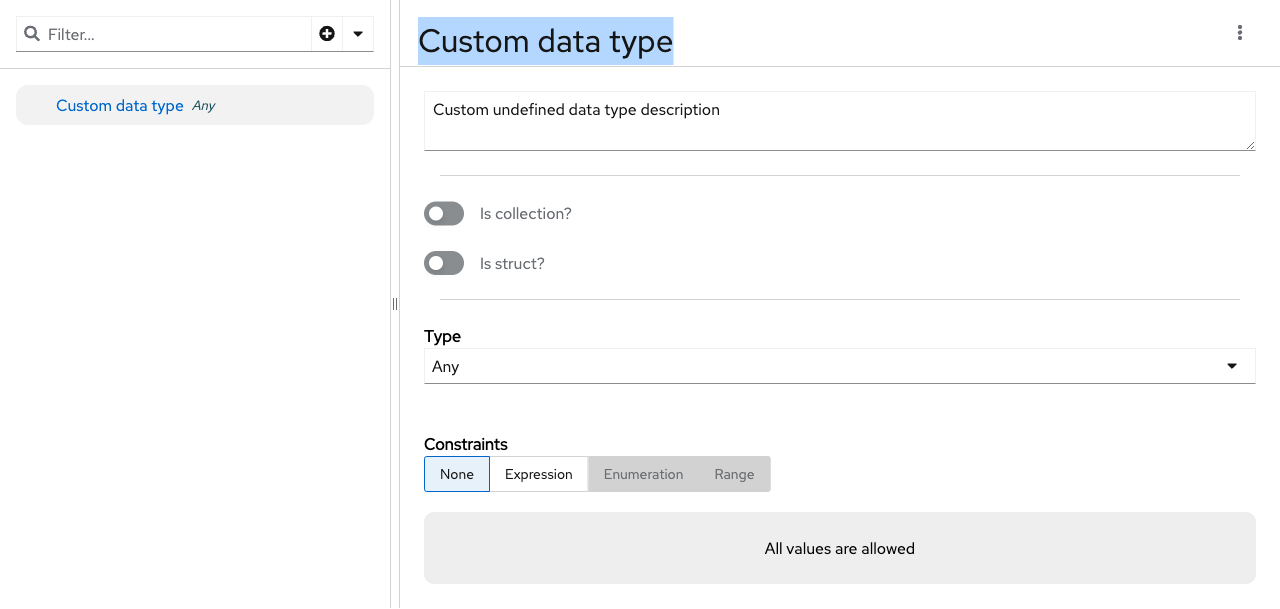 Filter...
Custom data type Any
Custom data type
Custom undefined data type description
Is collection?
Is struct?
Type
Any
Constraints
None Expression Enumeration Range
All values are allowed